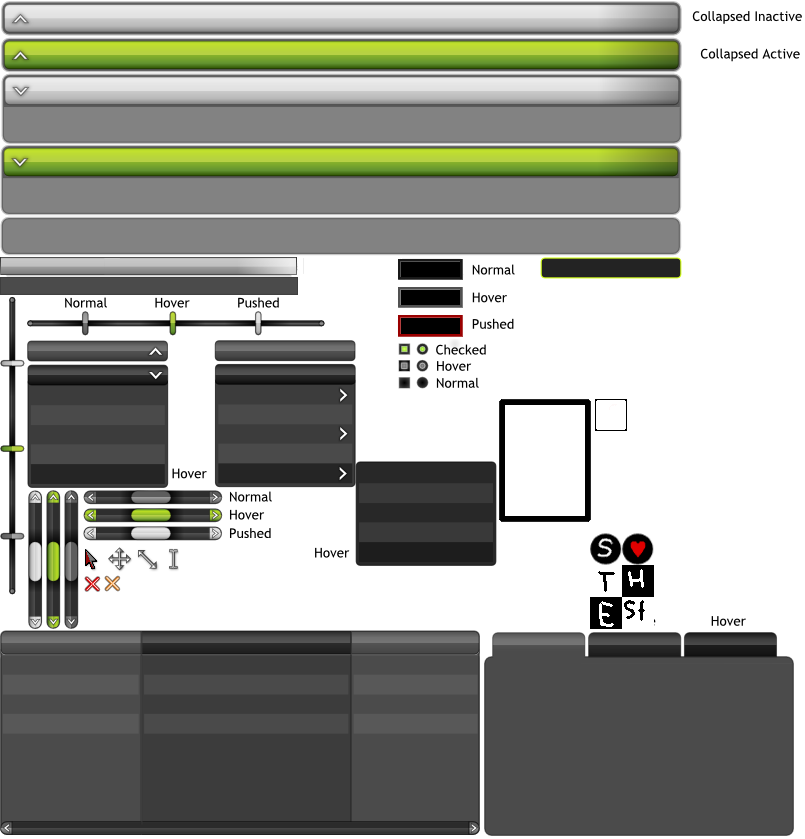 Collapsed Inactive
Collapsed Active
Normal
Hover
Pushed
Normal Hover Pushed
Checked
Hover
Normal
Hover
Normal
Hover
Pushed
Hover
S
T H
E St
Hover